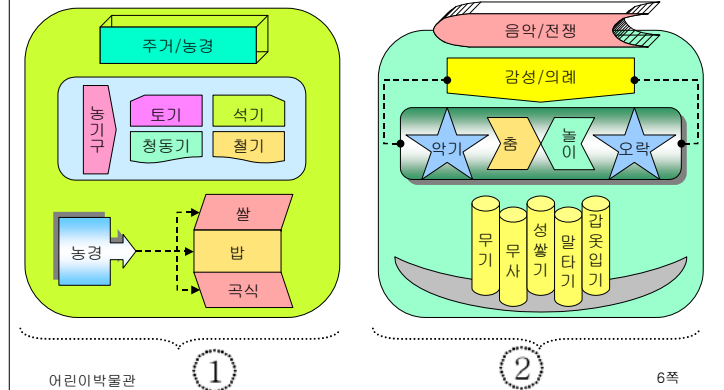 주거/농경
농기구
토기
석기
청동기
철기
농경
쌀
밥
곡식
①
음악/전쟁
감성/의례
악기
춤
놀이
오락
무기
무사
성쌓기
말타기
갑옷입기
②
어린이박물관
6쪽